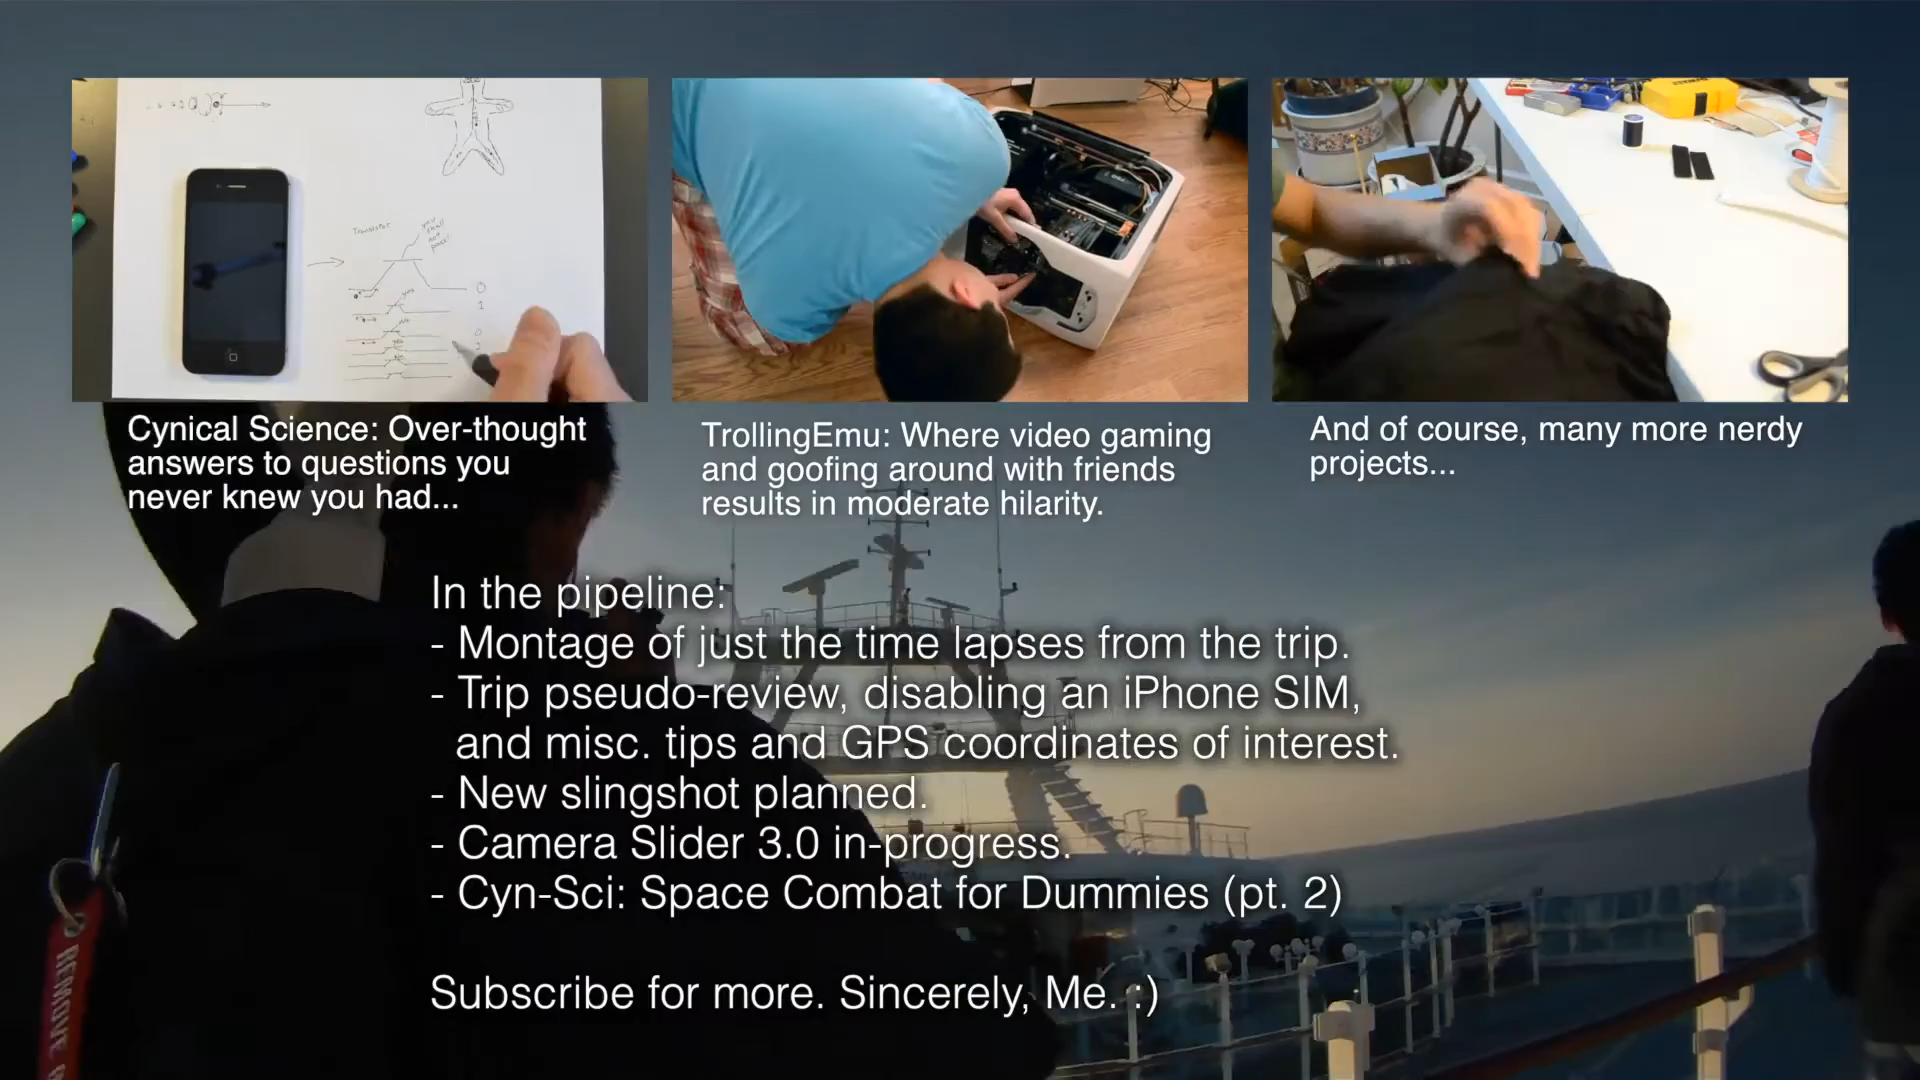 Transistor
Cynical Science: Over-thought
answers to questions you
never knew you had...
TrollingEmu: Where video gaming
and goofing around with friends
results in moderate hilarity.
And of course, many more nerdy
projects...
In the pipeline:
- Montage of just the time lapses from the trip.
- Trip pseudo-review, disabling an iPhone SIM,
and misc. tips and GPS coordinates of interest.
- New slingshot planned.
- Camera Slider 3.0 in-progress.
- Cyn-Sci: Space Combat for Dummies (pt. 2)
Subscribe for more. Sincerely, Me. :)
REMOVE